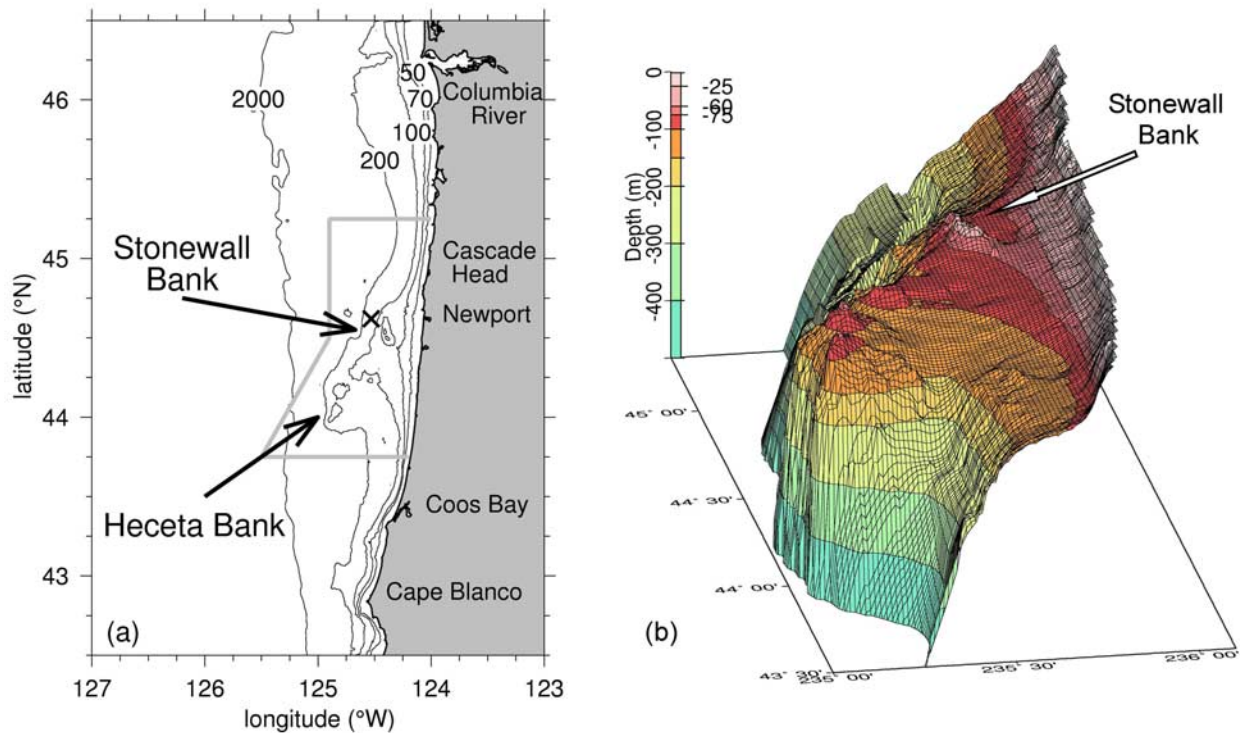 46
45
44
43
latitude (°N)
127
126
125
124
123
longitude (°W)
2000
50
70
100
200
Columbia
River
Stonewall
Bank
Cascade
Head
Newport
Heceta Bank
Coos Bay
Cape Blanco
(a)
0
-25
-60
-75
-100
-200
-300
-400
Depth (m)
Stonewall
Bank
45° 00'
44° 30'
44° 00'
43° 30'
235° 00'
235° 30'
236° 00'
(b)